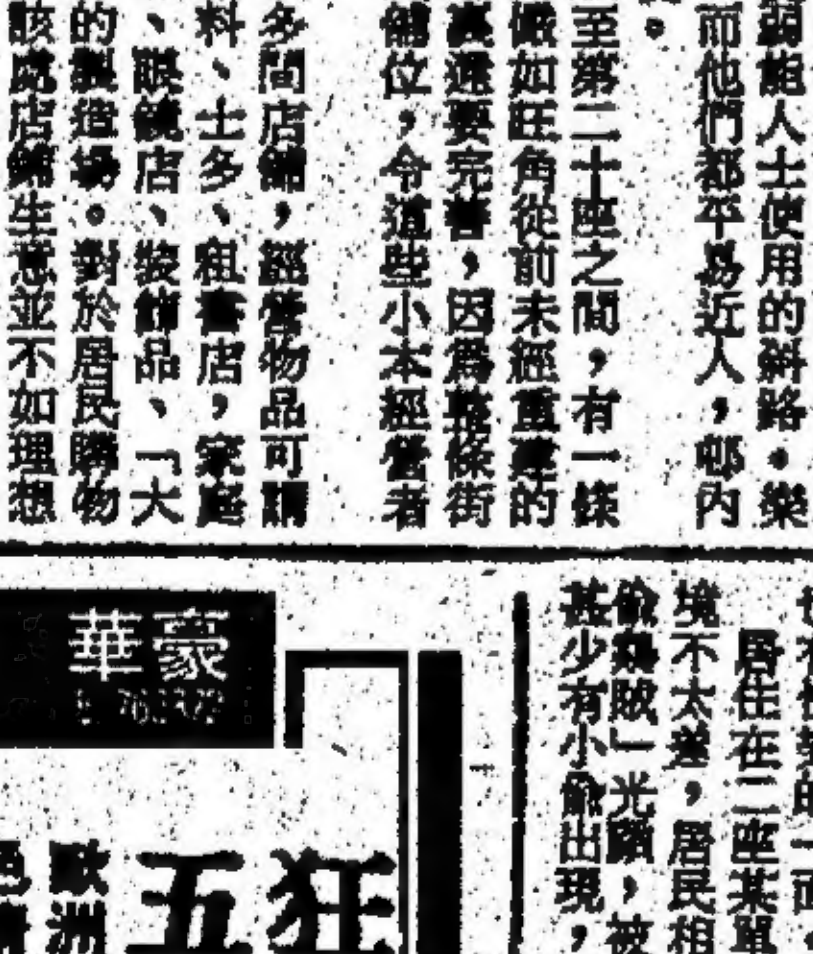 弱能人士使用的斜路。樂
而他們都平易近人,邨內
。
至第二十座之間,有一條
儼如旺角從前未經重建的
還要完善,因為整條街
舖位,令這些小本經營者
多間店舖,經營物品可謂
料、士多、租書店,家庭
、眼鏡店、裝飾品、「大
的製造場。對於居民購物
該處店舖生意並不如理想
的一面。
居住在二座某單
境不太差,居民相
敗」光顧,被
甚少有小偷出現,
豪華
狂
五
歐洲